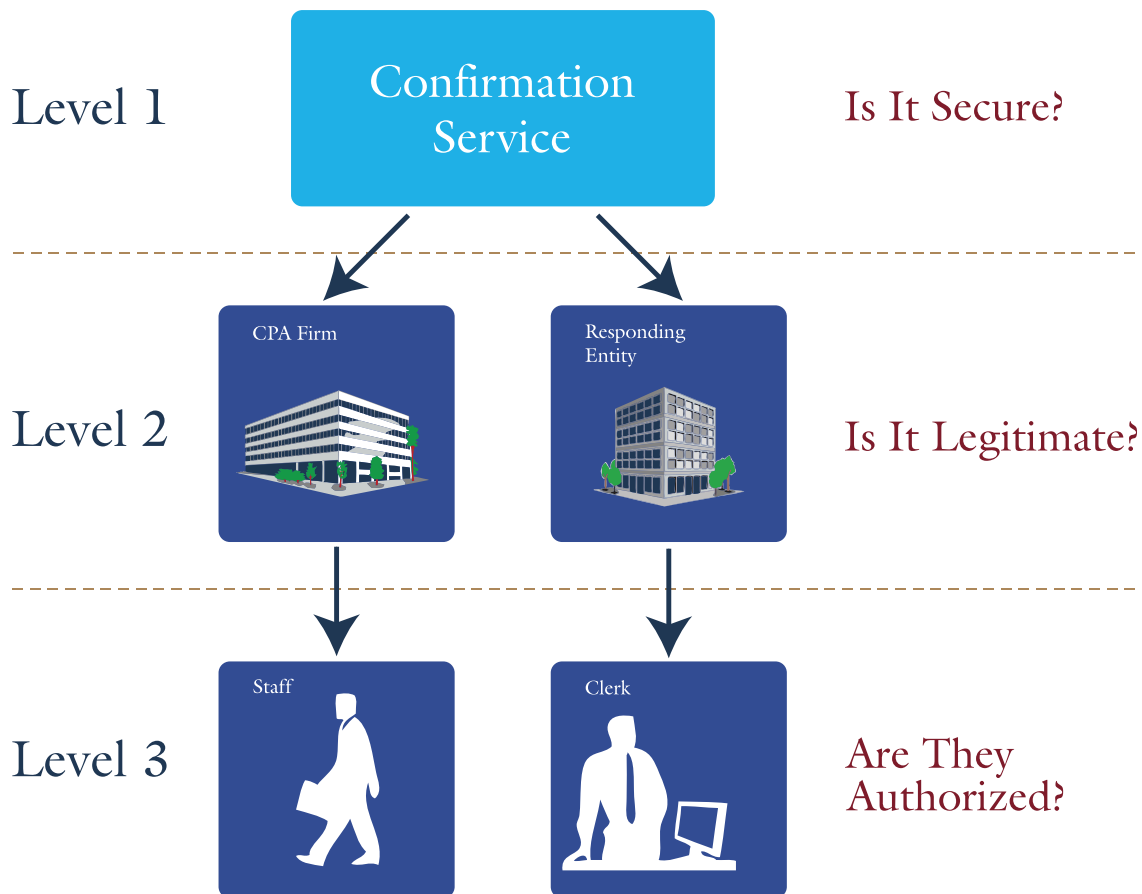 Level 1
Confirmation
Service
Is It Secure?
Level 2
CPA Firm
Responding
Entity
Is It Legitimate?
Level 3
Staff
Clerk
Are They
Authorized?